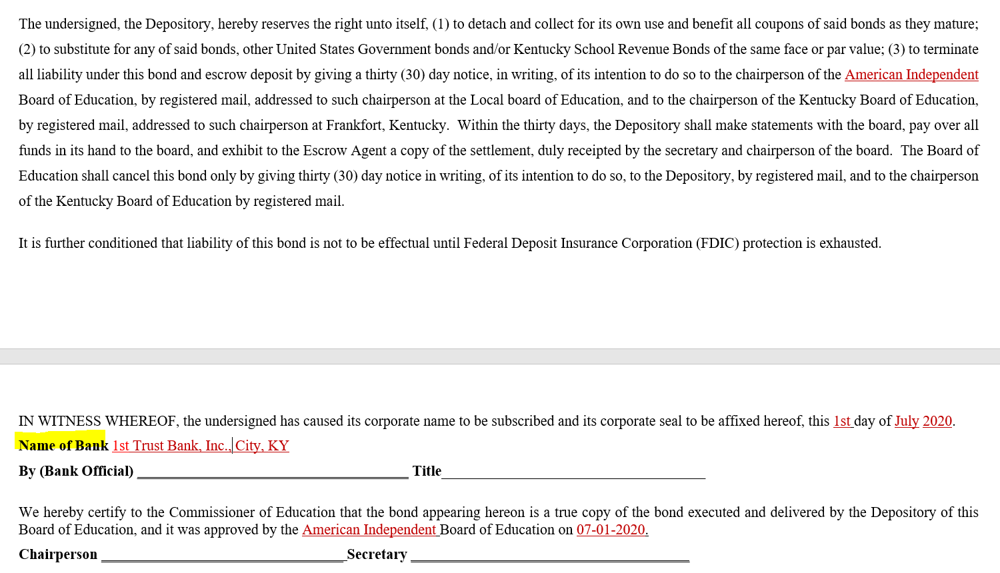 The undersigned, the Depository, hereby reserves the right unto itself, (1) to detach and collect for its own use and benefit all coupons of said bonds as they mature;
(2) to substitute for any of said bonds, other United States Government bonds and/or Kentucky School Revenue Bonds of the same face or par value; (3) to terminate
all liability under this bond and escrow deposit by giving a thirty (30) day notice, in writing, of its intention to do so to the chairperson of the American Independent
Board of Education, by registered mail, addressed to such chairperson at the Local board of Education, and to the chairperson of the Kentucky Board of Education,
by registered mail, addressed to such chairperson at Frankfort, Kentucky.  Within the thirty days, the Depository shall make statements with the board, pay over all
funds in its hand to the board, and exhibit to the Escrow Agent a copy of the settlement, duly receipted by the secretary and chairperson of the board.  The Board of
Education shall cancel this bond only by giving thirty (30) day notice in writing, of its intention to do so, to the Depository, by registered mail, and to the chairperson
of the Kentucky Board of Education by registered mail.
It is further conditioned that liability of this bond is not to be effectual until Federal Deposit Insurance Corporation (FDIC) protection is exhausted.
IN WITNESS WHEREOF, the undersigned has caused its corporate name to be subscribed and its corporate seal to be affixed hereof, this 1st day of July 2020.
Name of Bank 1st Trust Bank, Inc., City, KY
By (Bank Official) ____________________ Title____________________
We hereby certify to the Commissioner of Education that the bond appearing hereon is a true copy of the bond executed and delivered by the Depository of this
Board of Education, and it was approved by the American Independent Board of Education on 07-01-2020.
Chairperson ____________________ Secretary ____________________